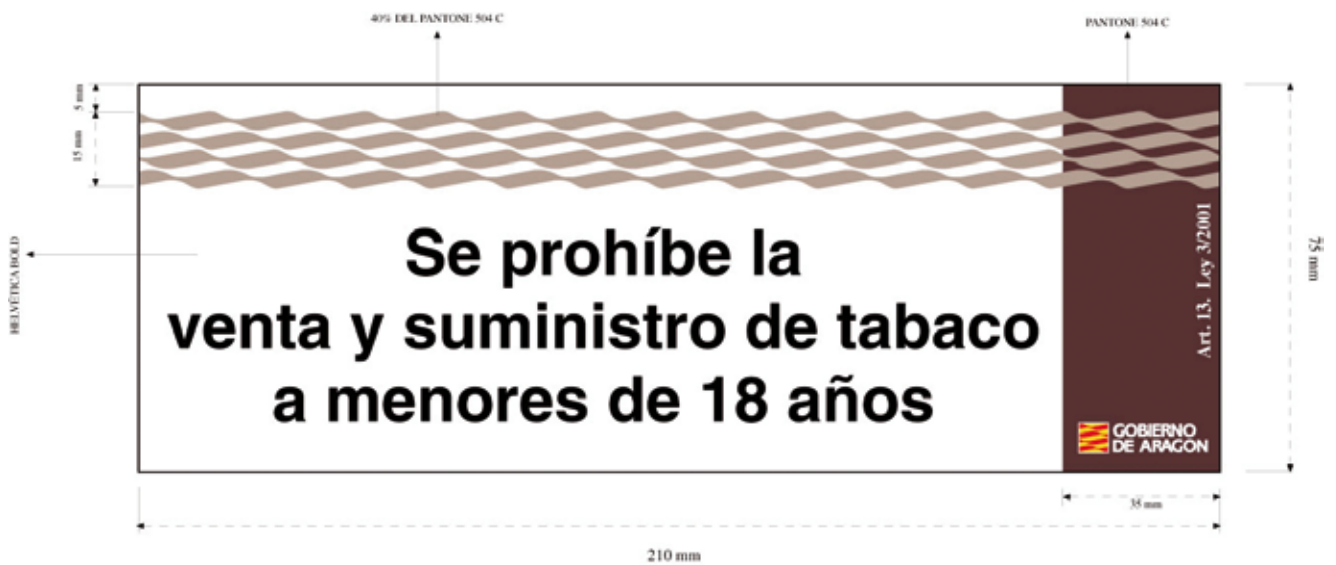 40% DEL PANTONE 504 C
PANTONE 504 C
5 mm
15 mm
HELVÉTICA BOLD
Se prohíbe la
venta y suministro de tabaco
a menores de 18 años
Art. 13. Ley 3/2001
GOBIERNO
DE ARAGON
75 mm
35 mm
210 mm